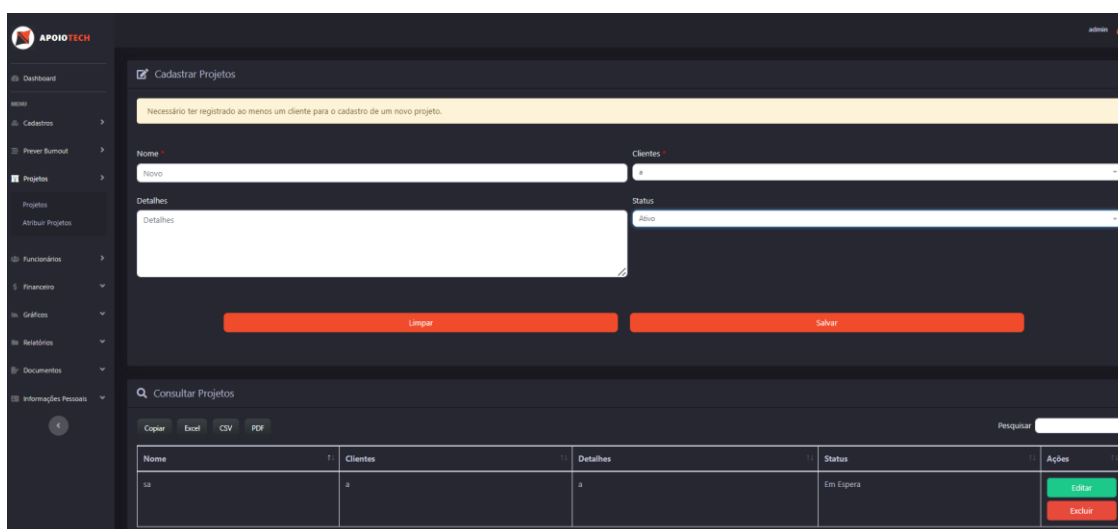 APOIOTECH
admin
Dashboard
MENU
Cadastros
Prever Burnout
Projetos
Projetos
Atribuir Projetos
Funcionários
Financeiro
Gráficos
Relatórios
Documentos
Informações Pessoais
Cadastrar Projetos
Necessário ter registrado ao menos um cliente para o cadastro de um novo projeto.
Nome * Clientes *
Novo a
Detalhes Status
Detalhes Ativo
Limpar Salvar
Consultar Projetos
Copiar Excel CSV PDF Pesquisar
Nome Clientes Detalhes Status Ações
sa a a Em Espera Editar
Excluir